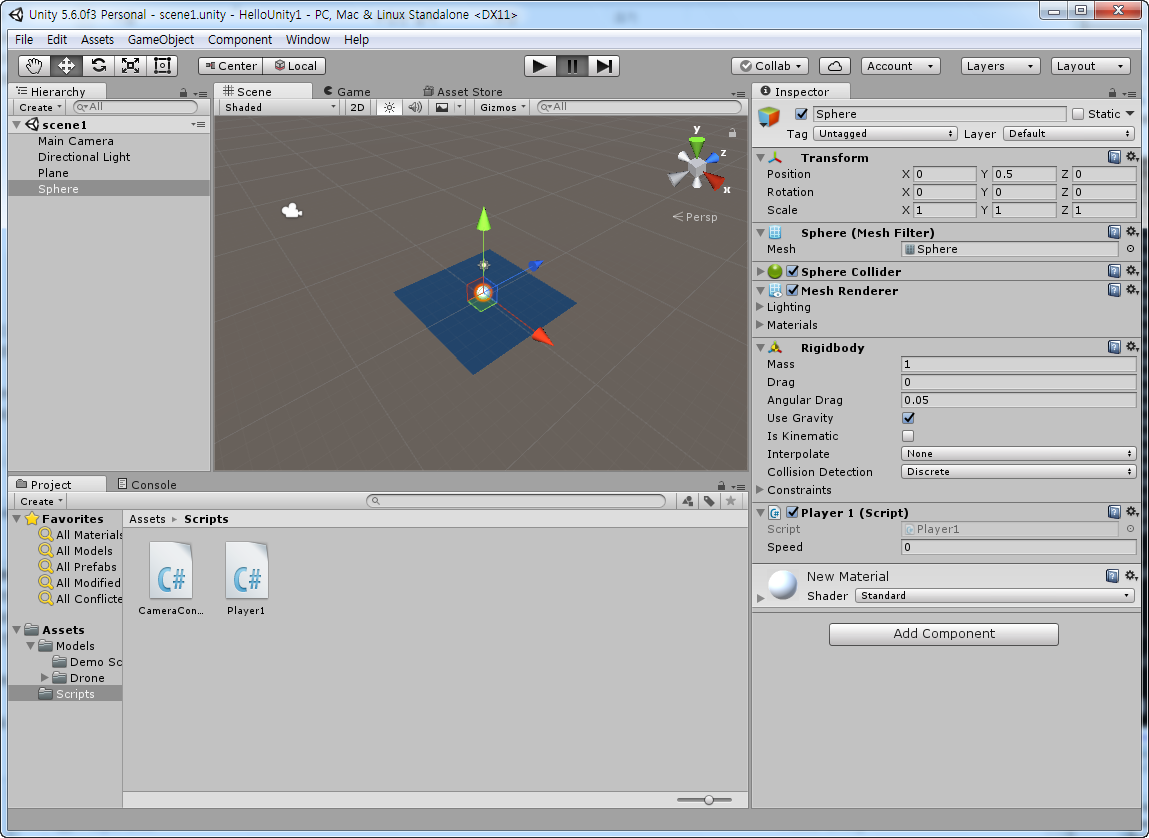 Unity 5.6.0f3 Personal - scene1.unity - HelloUnity1 - PC, Mac & Linux Standalone <DX11>
File Edit Assets GameObject Component Window Help
Center Local Collab Account Layers Layout
Hierarchy
Create All
scene1
Main Camera
Directional Light
Plane
Sphere
Scene Game Asset Store
Shaded 2D Gizmos All
y
z
x
Persp
Inspector
Sphere Static
Tag Untagged Layer Default
Transform
Position X 0 Y 0.5 Z 0
Rotation X 0 Y 0 Z 0
Scale X 1 Y 1 Z 1
Sphere (Mesh Filter)
Mesh Sphere
Sphere Collider
Mesh Renderer
Lighting
Materials
Rigidbody
Mass 1
Drag 0
Angular Drag 0.05
Use Gravity
Is Kinematic
Interpolate None
Collision Detection Discrete
Constraints
Player 1 (Script)
Script Player1
Speed 0
New Material
Shader Standard
Add Component
Project Console
Create
Favorites
All Materials
All Models
All Prefabs
All Modified
All Conflicte
Assets
Models
Demo Sc
Drone
Scripts
Assets ▸ Scripts
C# C#
CameraCon... Player1